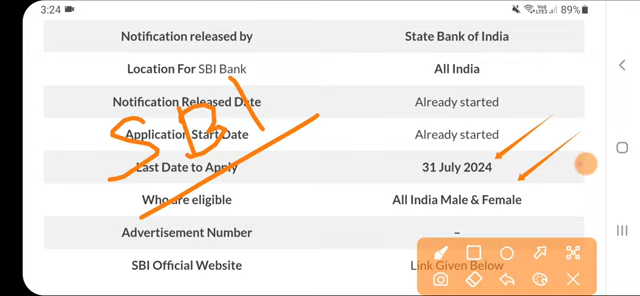 3:24 89%
Notification released by State Bank of India
Location For SBI Bank All India
Notification Released Date Already started
Application Start Date Already started
Last Date to Apply 31 July 2024
Who are eligible All India Male & Female
Advertisement Number –
SBI Official Website Link Given Below
SBI